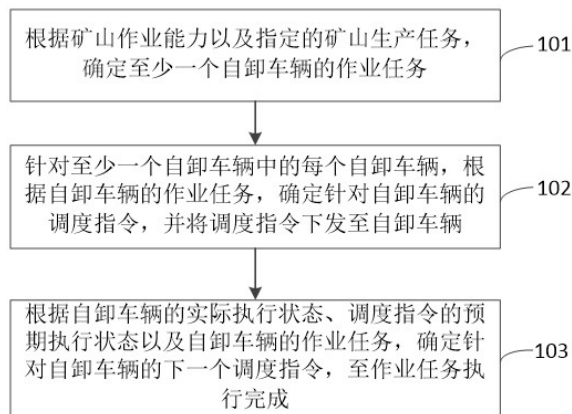 根据矿山作业能力以及指定的矿山生产任务，
确定至少一个自卸车辆的作业任务
101
针对至少一个自卸车辆中的每个自卸车辆，根
据自卸车辆的作业任务，确定针对自卸车辆的
调度指令，并将调度指令下发至自卸车辆
102
根据自卸车辆的实际执行状态、调度指令的预
期执行状态以及自卸车辆的作业任务，确定针
对自卸车辆的下一个调度指令，至作业任务执
行完成
103